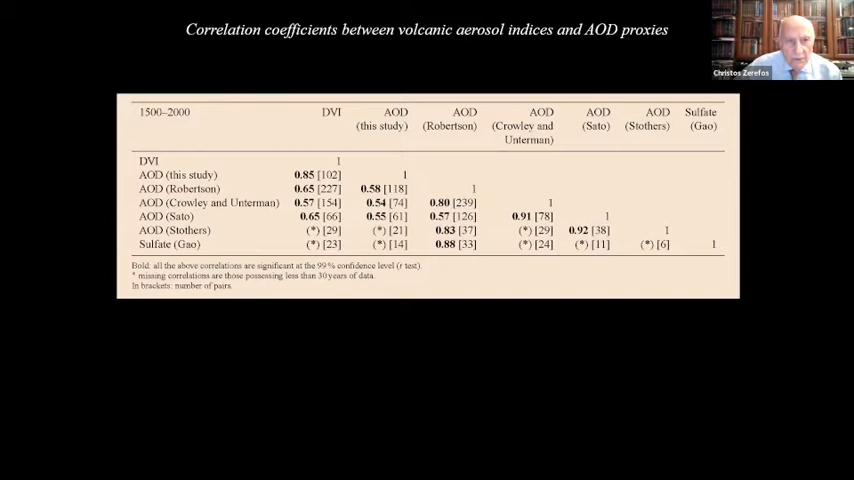 Correlation coefficients between volcanic aerosol indices and AOD proxies
Christos Zerefos
1500–2000 DVI AOD AOD AOD AOD AOD Sulfate
(this study) (Robertson) (Crowley and (Sato) (Stothers) (Gao)
Unterman)
DVI 1
AOD (this study) 0.85 [102] 1
AOD (Robertson) 0.65 [227] 0.58 [118] 1
AOD (Crowley and Unterman) 0.57 [154] 0.54 [74] 0.80 [239] 1
AOD (Sato) 0.65 [66] 0.55 [61] 0.57 [126] 0.91 [78] 1
AOD (Stothers) (*) [29] (*) [21] 0.83 [37] (*) [29] 0.92 [38] 1
Sulfate (Gao) (*) [23] (*) [14] 0.88 [33] (*) [24] (*) [11] (*) [6] 1
Bold: all the above correlations are significant at the 99 % confidence level (r test).
* missing correlations are those possessing less than 30 years of data.
In brackets: number of pairs.